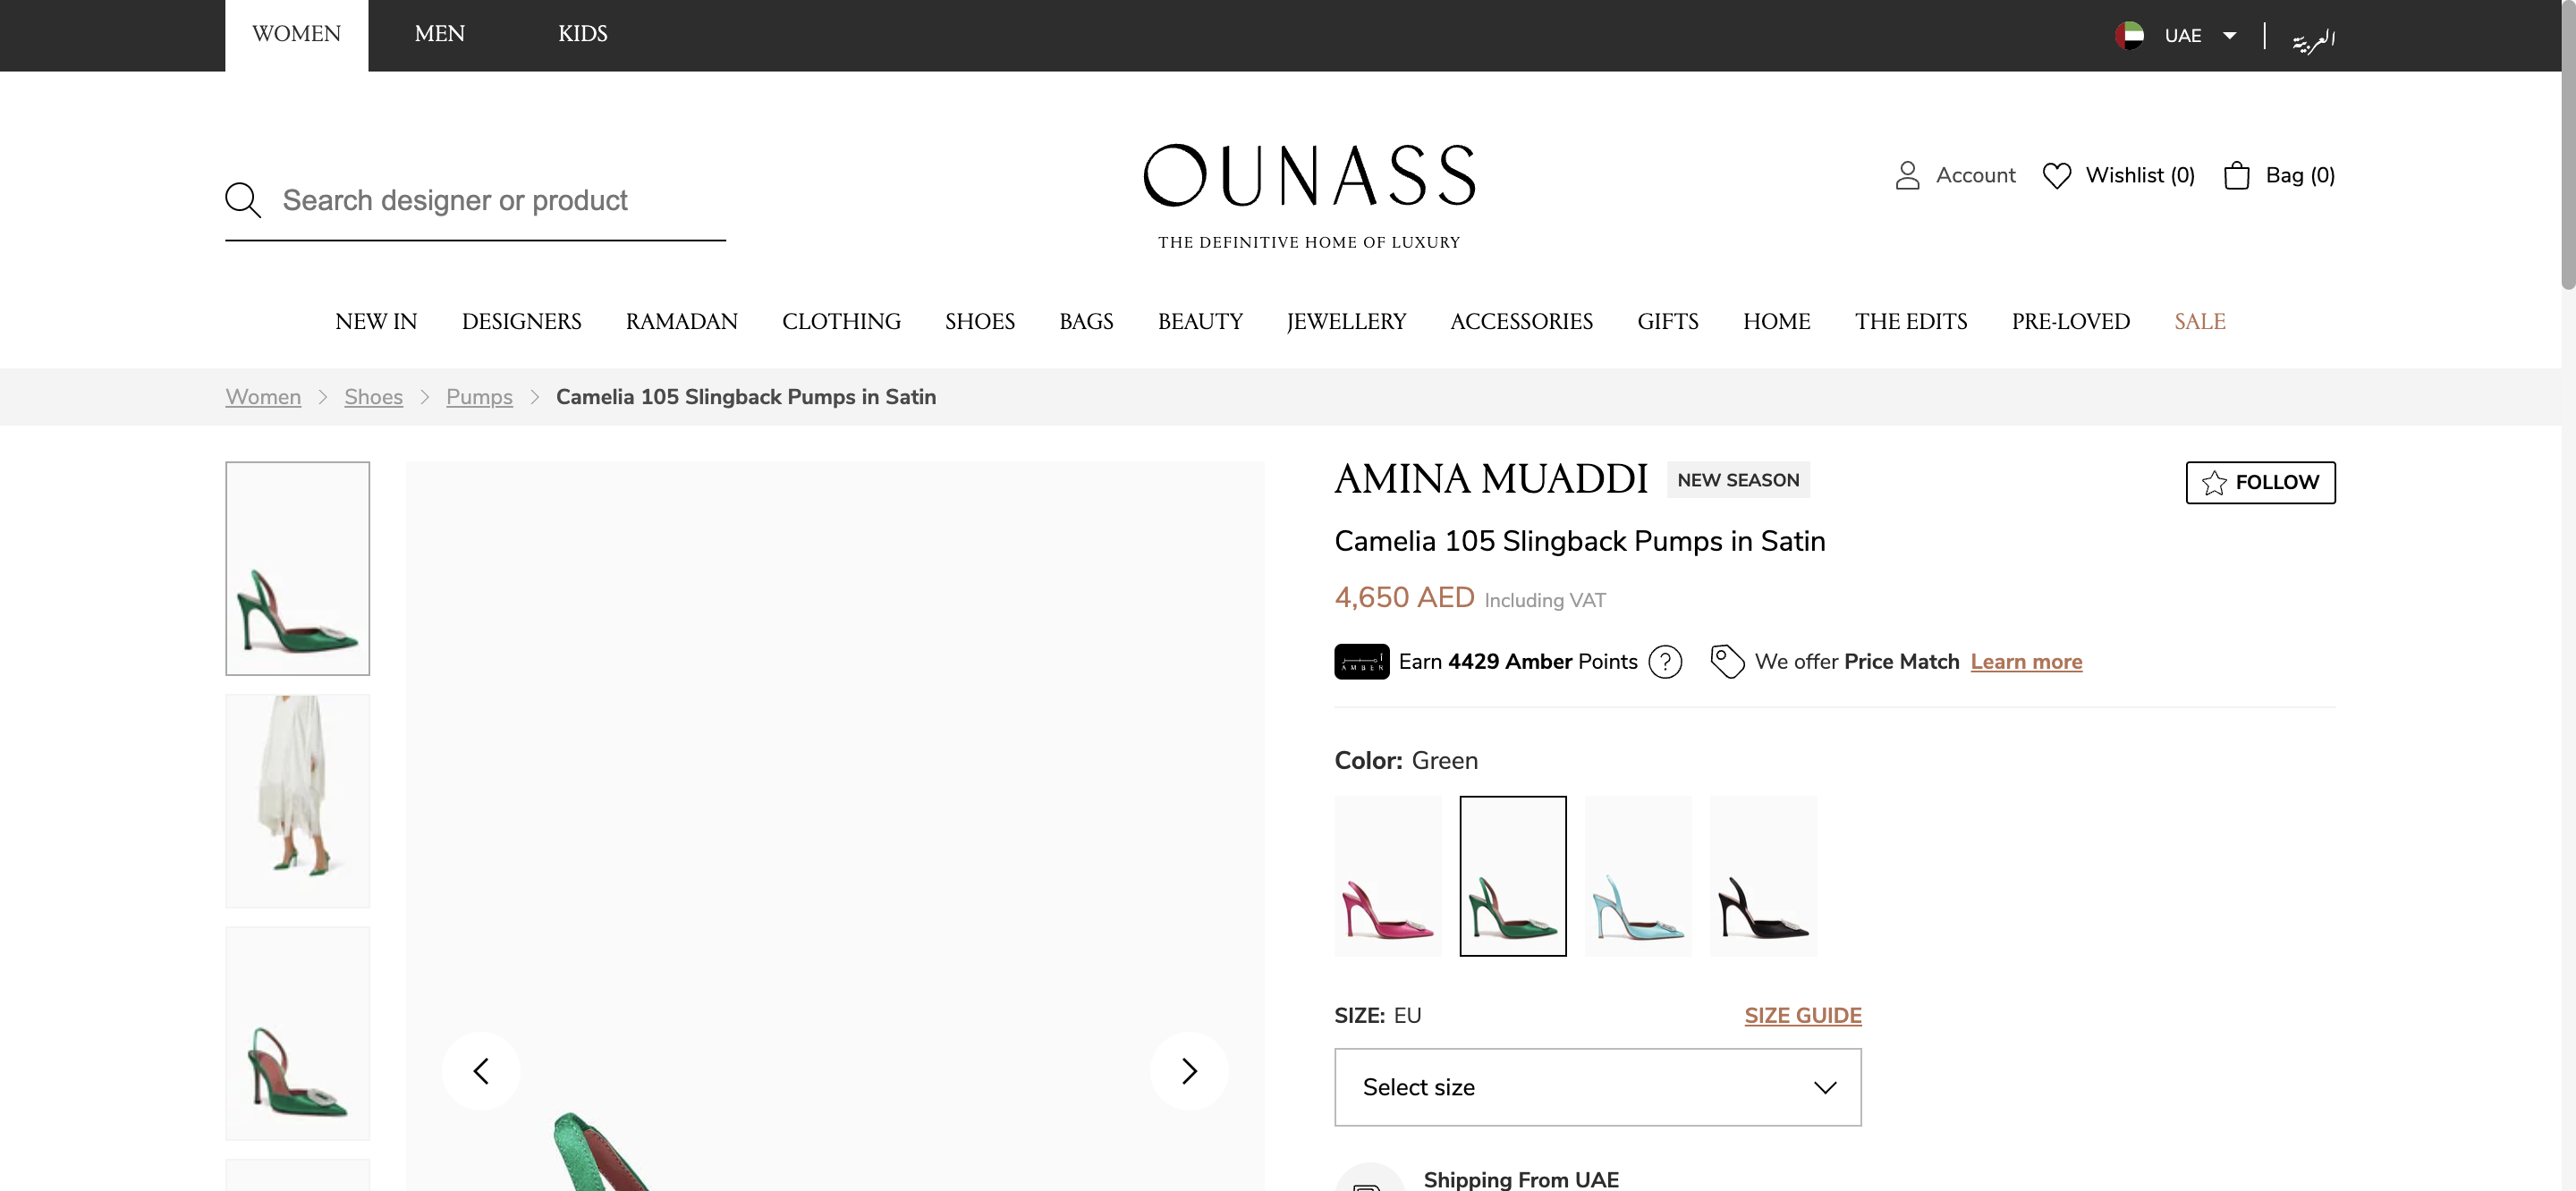 WOMEN
MEN
KIDS
UAE
العربية
Search designer or product
OUNASS
THE DEFINITIVE HOME OF LUXURY
Account
Wishlist (0)
Bag (0)
NEW IN
DESIGNERS
RAMADAN
CLOTHING
SHOES
BAGS
BEAUTY
JEWELLERY
ACCESSORIES
GIFTS
HOME
THE EDITS
PRE-LOVED
SALE
Women > Shoes > Pumps > Camelia 105 Slingback Pumps in Satin
AMINA MUADDI
NEW SEASON
FOLLOW
Camelia 105 Slingback Pumps in Satin
4,650 AED Including VAT
AMBER
Earn 4429 Amber Points ?
We offer Price Match Learn more
Color: Green
SIZE: EU
SIZE GUIDE
Select size
Shipping From UAE